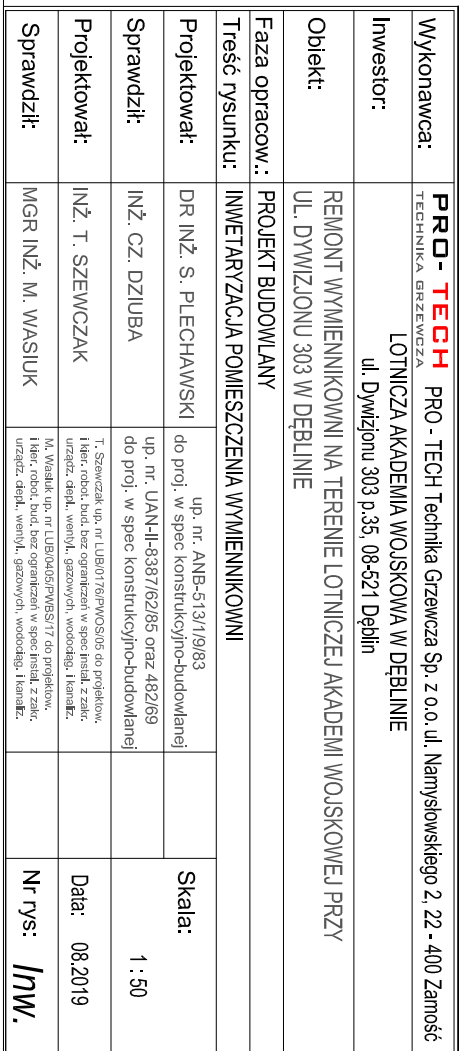 Wykonawca:
PRO-TECH
TECHNIKA GRZEWCZA
PRO - TECH Technika Grzewcza Sp. z o.o. ul. Namysłowskiego 2, 22 - 400 Zamość
Inwestor:
LOTNICZA AKADEMIA WOJSKOWA W DĘBLINIE
ul. Dywizjonu 303 p.35, 08-521 Dęblin
Obiekt:
REMONT WYMIENNIKOWNI NA TERENIE LOTNICZEJ AKADEMI WOJSKOWEJ PRZY
UL. DYWIZJONU 303 W DĘBLINIE
Faza opracow.:
PROJEKT BUDOWLANY
Treść rysunku:
INWETARYZACJA POMIESZCZENIA WYMIENNIKOWNI
Projektował:
DR INŻ. S. PLECHAWSKI
up. nr. ANB-513/1/9/83
do proj. w spec konstrukcyjno-budowlanej
Skala:
1 : 50
Sprawdził:
INŻ. CZ. DZIUBA
up. nr. UAN-II-8387/62/85 oraz 482/69
do proj. w spec konstrukcyjno-budowlanej
Projektował:
INŻ. T. SZEWCZAK
T. Szewczak up. nr LUB/0176/PWOS/05 do projektow.
i kier. robot. bud. bez ograniczeń w spec instal. z zakr.
urządz. ciepl., wentyl., gazowych, wodociąg. i kanaliz.
Data: 08.2019
Sprawdził:
MGR INŻ. M. WASIUK
M. Wasiuk up. nr LUB/0405/PWBS/17 do projektow.
i kier. robot. bud. bez ograniczeń w spec instal. z zakr.
urządz. ciepl., wentyl., gazowych, wodociąg. i kanaliz.
Nr rys: Inw.